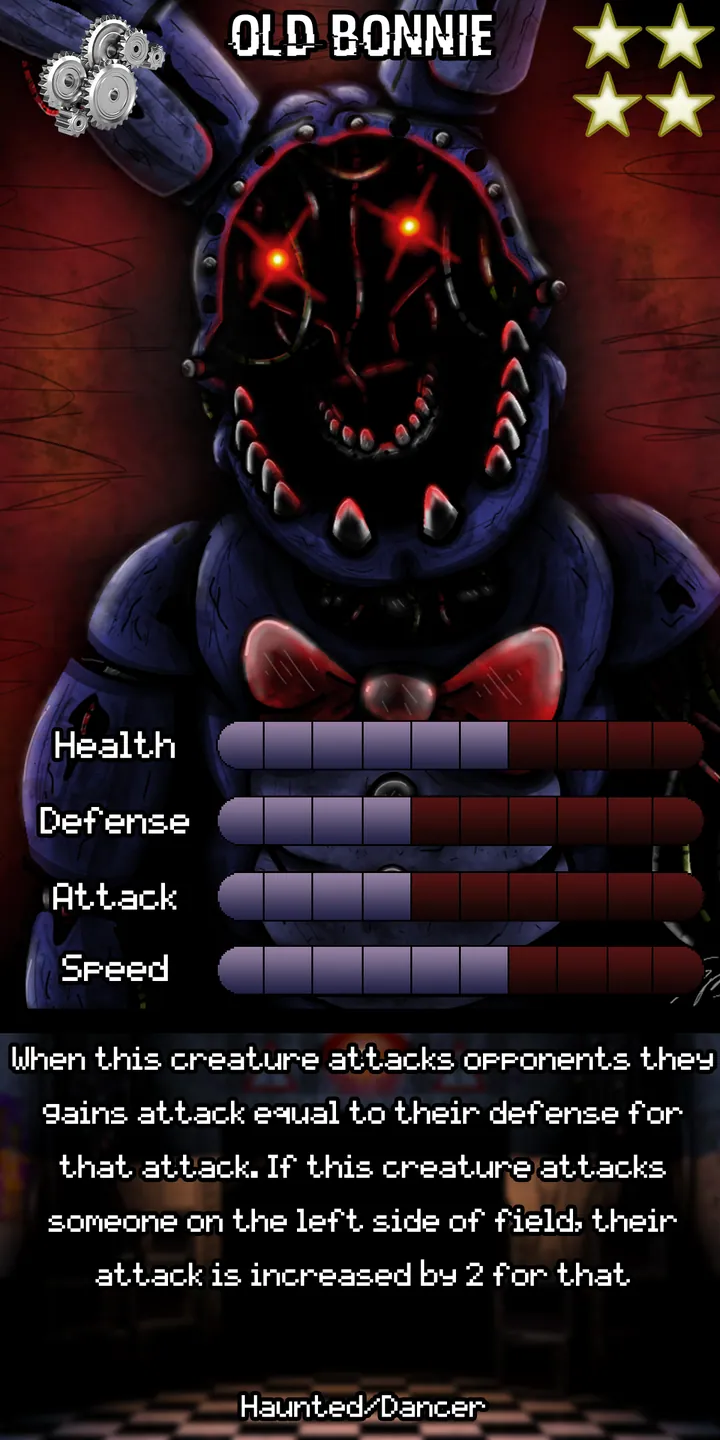 OLD BONNIE
Health
Defense
Attack
Speed
When this creature attacks opponents they
gains attack equal to their defense for
that attack. If this creature attacks
someone on the left side of field, their
attack is increased by 2 for that
Haunted/Dancer